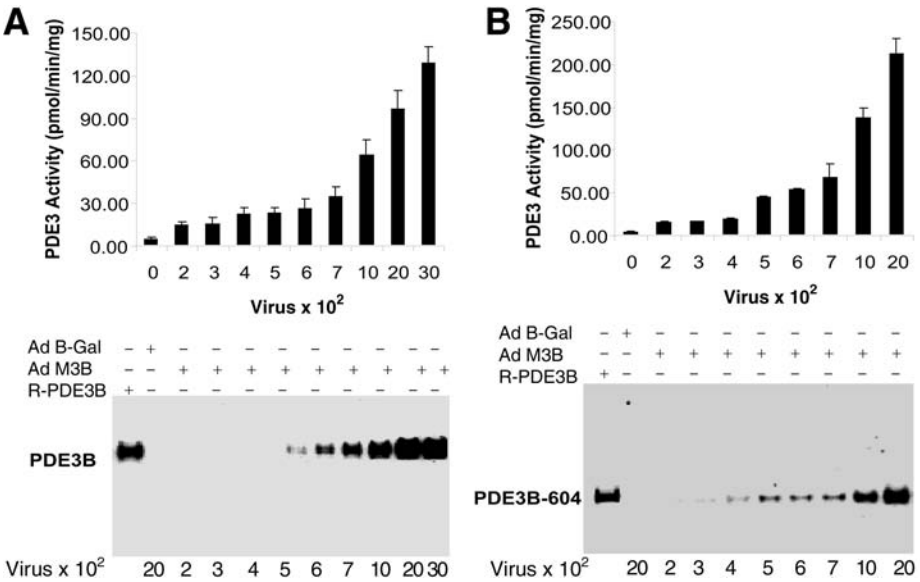 A
PDE3 Activity (pmol/min/mg)
150.00
120.00
90.00
60.00
30.00
0.00
0 2 3 4 5 6 7 10 20 30
Virus x 10²
Ad B-Gal − + − − − − − − − − −
Ad M3B − − + + + + + + + + +
R-PDE3B + − − − − − − − − − −
PDE3B
Virus x 10² 20 2 3 4 5 6 7 10 20 30
B
PDE3 Activity (pmol/min/mg)
250.00
200.00
150.00
100.00
50.00
0.00
0 2 3 4 5 6 7 10 20
Virus x 10²
Ad B-Gal − + − − − − − − − −
Ad M3B − − + + + + + + + +
R-PDE3B + − − − − − − − − −
PDE3B-604
Virus x 10² 20 2 3 4 5 6 7 10 20